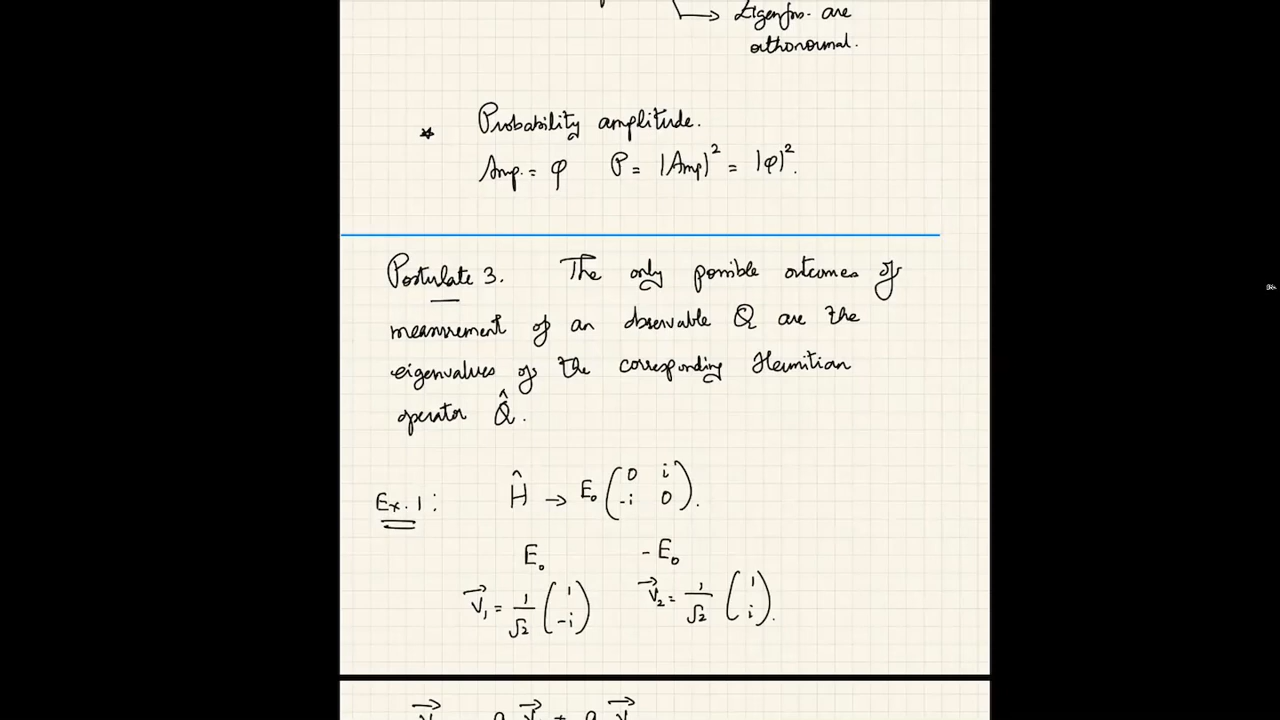 Eigenfns. are
orthonormal.
* Probability amplitude.
Amp. = φ P = |Amp|² = |φ|².
Postulate 3. The only possible outcomes of
measurement of an observable Q are the
eigenvalues of the corresponding Hermitian
operator Q̂.
Ex. 1: Ĥ → E₀ (0 i
-i 0).
E₀ -E₀
V⃗₁ = 1/√2 (1
-i) V⃗₂ = 1/√2 (1
i).